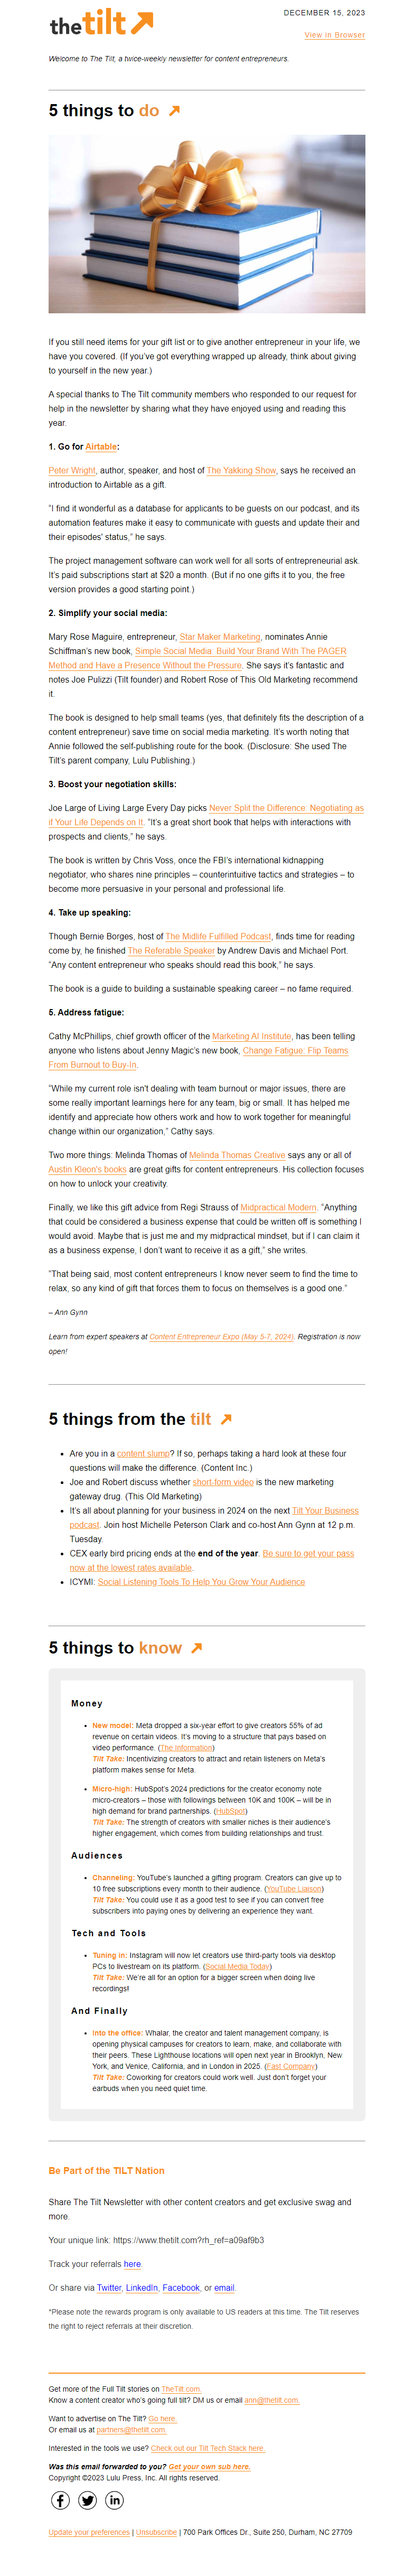 thetilt
DECEMBER 15, 2023
View in Browser
Welcome to The Tilt, a twice-weekly newsletter for content entrepreneurs.
5 things to do
If you still need items for your gift list or to give another entrepreneur in your life, we
have you covered. (If you've got everything wrapped up already, think about giving
to yourself in the new year.)
A special thanks to The Tilt community members who responded to our request for
help in the newsletter by sharing what they have enjoyed using and reading this
year.
1. Go for Airtable:
Peter Wright, author, speaker, and host of The Yakking Show, says he received an
introduction to Airtable as a gift.
"I find it wonderful as a database for applicants to be guests on our podcast, and its
automation features make it easy to communicate with guests and update their and
their episodes' status," he says.
The project management software can work well for all sorts of entrepreneurial ask.
It's paid subscriptions start at $20 a month. (But if no one gifts it to you, the free
version provides a good starting point.)
2. Simplify your social media:
Mary Rose Maguire, entrepreneur, Star Maker Marketing, nominates Annie
Schiffman's new book, Simple Social Media: Build Your Brand With The PAGER
Method and Have a Presence Without the Pressure. She says it's fantastic and
notes Joe Pulizzi (Tilt founder) and Robert Rose of This Old Marketing recommend
it.
The book is designed to help small teams (yes, that definitely fits the description of a
content entrepreneur) save time on social media marketing. It's worth noting that
Annie followed the self-publishing route for the book. (Disclosure: She used The
Tilt's parent company, Lulu Publishing.)
3. Boost your negotiation skills:
Joe Large of Living Large Every Day picks Never Split the Difference: Negotiating as
if Your Life Depends on It. "It's a great short book that helps with interactions with
prospects and clients," he says.
The book is written by Chris Voss, once the FBI's international kidnapping
negotiator, who shares nine principles – counterintuitive tactics and strategies – to
become more persuasive in your personal and professional life.
4. Take up speaking:
Though Bernie Borges, host of The Midlife Fulfilled Podcast, finds time for reading
come by, he finished The Referable Speaker by Andrew Davis and Michael Port.
"Any content entrepreneur who speaks should read this book," he says.
The book is a guide to building a sustainable speaking career – no fame required.
5. Address fatigue:
Cathy McPhillips, chief growth officer of the Marketing AI Institute, has been telling
anyone who listens about Jenny Magic's new book, Change Fatigue: Flip Teams
From Burnout to Buy-In.
"While my current role isn't dealing with team burnout or major issues, there are
some really important learnings here for any team, big or small. It has helped me
identify and appreciate how others work and how to work together for meaningful
change within our organization," Cathy says.
Two more things: Melinda Thomas of Melinda Thomas Creative says any or all of
Austin Kleon's books are great gifts for content entrepreneurs. His collection focuses
on how to unlock your creativity.
Finally, we like this gift advice from Regi Strauss of Midpractical Modern. "Anything
that could be considered a business expense that could be written off is something I
would avoid. Maybe that is just me and my midpractical mindset, but if I can claim it
as a business expense, I don't want to receive it as a gift," she writes.
"That being said, most content entrepreneurs I know never seem to find the time to
relax, so any kind of gift that forces them to focus on themselves is a good one."
– Ann Gynn
Learn from expert speakers at Content Entrepreneur Expo (May 5-7, 2024). Registration is now
open!
5 things from the tilt
• Are you in a content slump? If so, perhaps taking a hard look at these four
questions will make the difference. (Content Inc.)
• Joe and Robert discuss whether short-form video is the new marketing
gateway drug. (This Old Marketing)
• It's all about planning for your business in 2024 on the next Tilt Your Business
podcast. Join host Michelle Peterson Clark and co-host Ann Gynn at 12 p.m.
Tuesday.
• CEX early bird pricing ends at the end of the year. Be sure to get your pass
now at the lowest rates available.
• ICYMI: Social Listening Tools To Help You Grow Your Audience
5 things to know
Money
• New model: Meta dropped a six-year effort to give creators 55% of ad
revenue on certain videos. It's moving to a structure that pays based on
video performance. (The Information)
Tilt Take: Incentivizing creators to attract and retain listeners on Meta's
platform makes sense for Meta.
• Micro-high: HubSpot's 2024 predictions for the creator economy note
micro-creators – those with followings between 10K and 100K – will be in
high demand for brand partnerships. (HubSpot)
Tilt Take: The strength of creators with smaller niches is their audience's
higher engagement, which comes from building relationships and trust.
Audiences
• Channeling: YouTube's launched a gifting program. Creators can give up to
10 free subscriptions every month to their audience. (YouTube Liaison)
Tilt Take: You could use it as a good test to see if you can convert free
subscribers into paying ones by delivering an experience they want.
Tech and Tools
• Tuning in: Instagram will now let creators use third-party tools via desktop
PCs to livestream on its platform. (Social Media Today)
Tilt Take: We're all for an option for a bigger screen when doing live
recordings!
And Finally
• Into the office: Whalar, the creator and talent management company, is
opening physical campuses for creators to learn, make, and collaborate with
their peers. These Lighthouse locations will open next year in Brooklyn, New
York, and Venice, California, and in London in 2025. (Fast Company)
Tilt Take: Coworking for creators could work well. Just don't forget your
earbuds when you need quiet time.
Be Part of the TILT Nation
Share The Tilt Newsletter with other content creators and get exclusive swag and
more.
Your unique link: https://www.thetilt.com?rh_ref=a09af9b3
Track your referrals here.
Or share via Twitter, LinkedIn, Facebook, or email.
*Please note the rewards program is only available to US readers at this time. The Tilt reserves
the right to reject referrals at their discretion.
Get more of the Full Tilt stories on TheTilt.com.
Know a content creator who's going full tilt? DM us or email ann@thetilt.com.
Want to advertise on The Tilt? Go here.
Or email us at partners@thetilt.com.
Interested in the tools we use? Check out our Tilt Tech Stack here.
Was this email forwarded to you? Get your own sub here.
Copyright ©2023 Lulu Press, Inc. All rights reserved.
Update your preferences | Unsubscribe | 700 Park Offices Dr., Suite 250, Durham, NC 27709